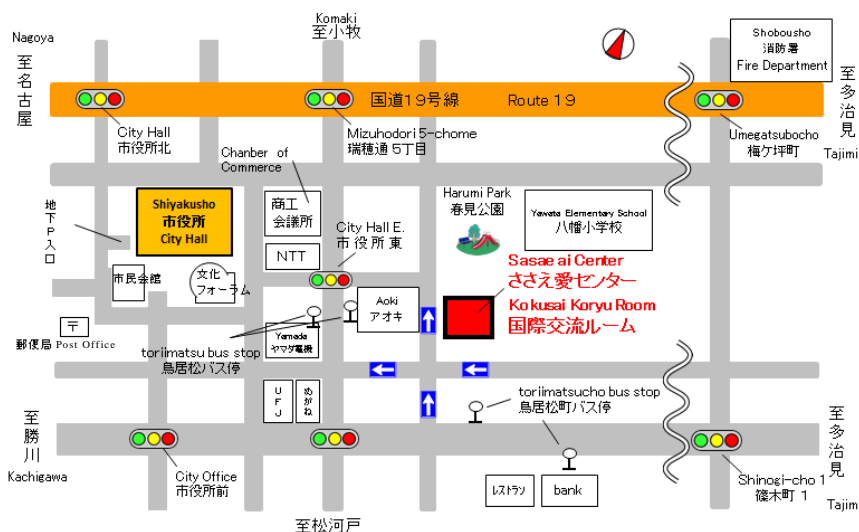 Komaki
至小牧
Nagoya
至名古屋
Shobousho
消防署
Fire Department
至多治見
Tajimi
国道19号線 Route 19
City Hall
市役所北
Mizuhodori 5-chome
瑞穂通5丁目
Umegatsubocho
梅ケ坪町
Chanber of
Commerce
地下P入口
Shiyakusho
市役所
City Hall
商工
会議所
NTT
City Hall E.
市役所東
Harumi Park
春見公園
Yawata Elementary School
八幡小学校
Sasae ai Center
ささえ愛センター
Kokusai Koryu Room
国際交流ルーム
市民会館
文化
フォーラム
Aoki
アオキ
〒
郵便局 Post Office
toriimatsu bus stop
鳥居松バス停
Yamada
ヤマダ電機
UFJ
めがね
toriimatsucho bus stop
鳥居松町バス停
至勝川
Kachigawa
City Office
市役所前
レストラン
bank
Shinogi-cho 1
篠木町 1
至多治見
Tajim
至松河戸